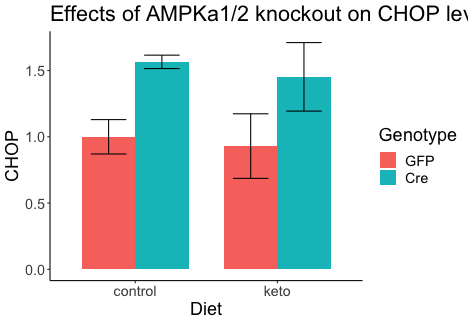 Effects of AMPKa1/2 knockout on CHOP lev
CHOP
1.5
1.0
0.5
0.0
control
keto
Diet
Genotype
GFP
Cre